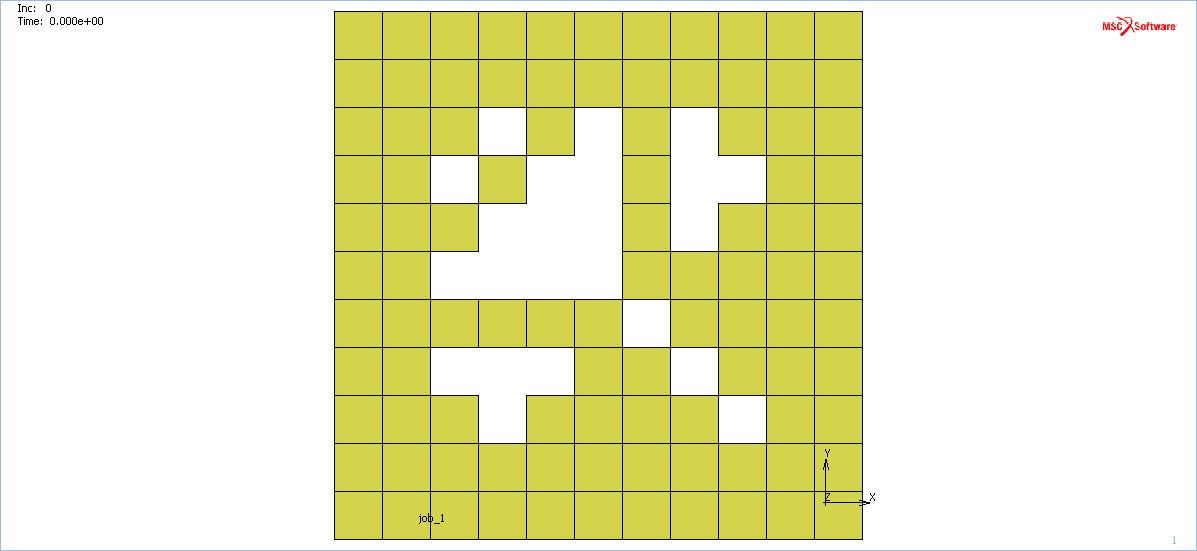 Inc: 0
Time: 0.000e+00
MSC Software
Y
Z X
job_1
1